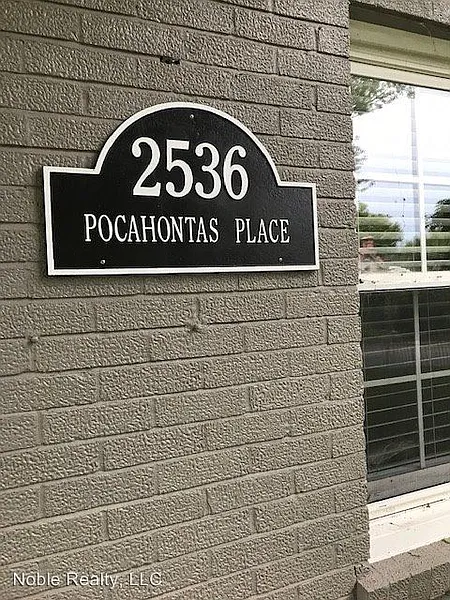 2536
POCAHONTAS PLACE
Noble Realty, LLC